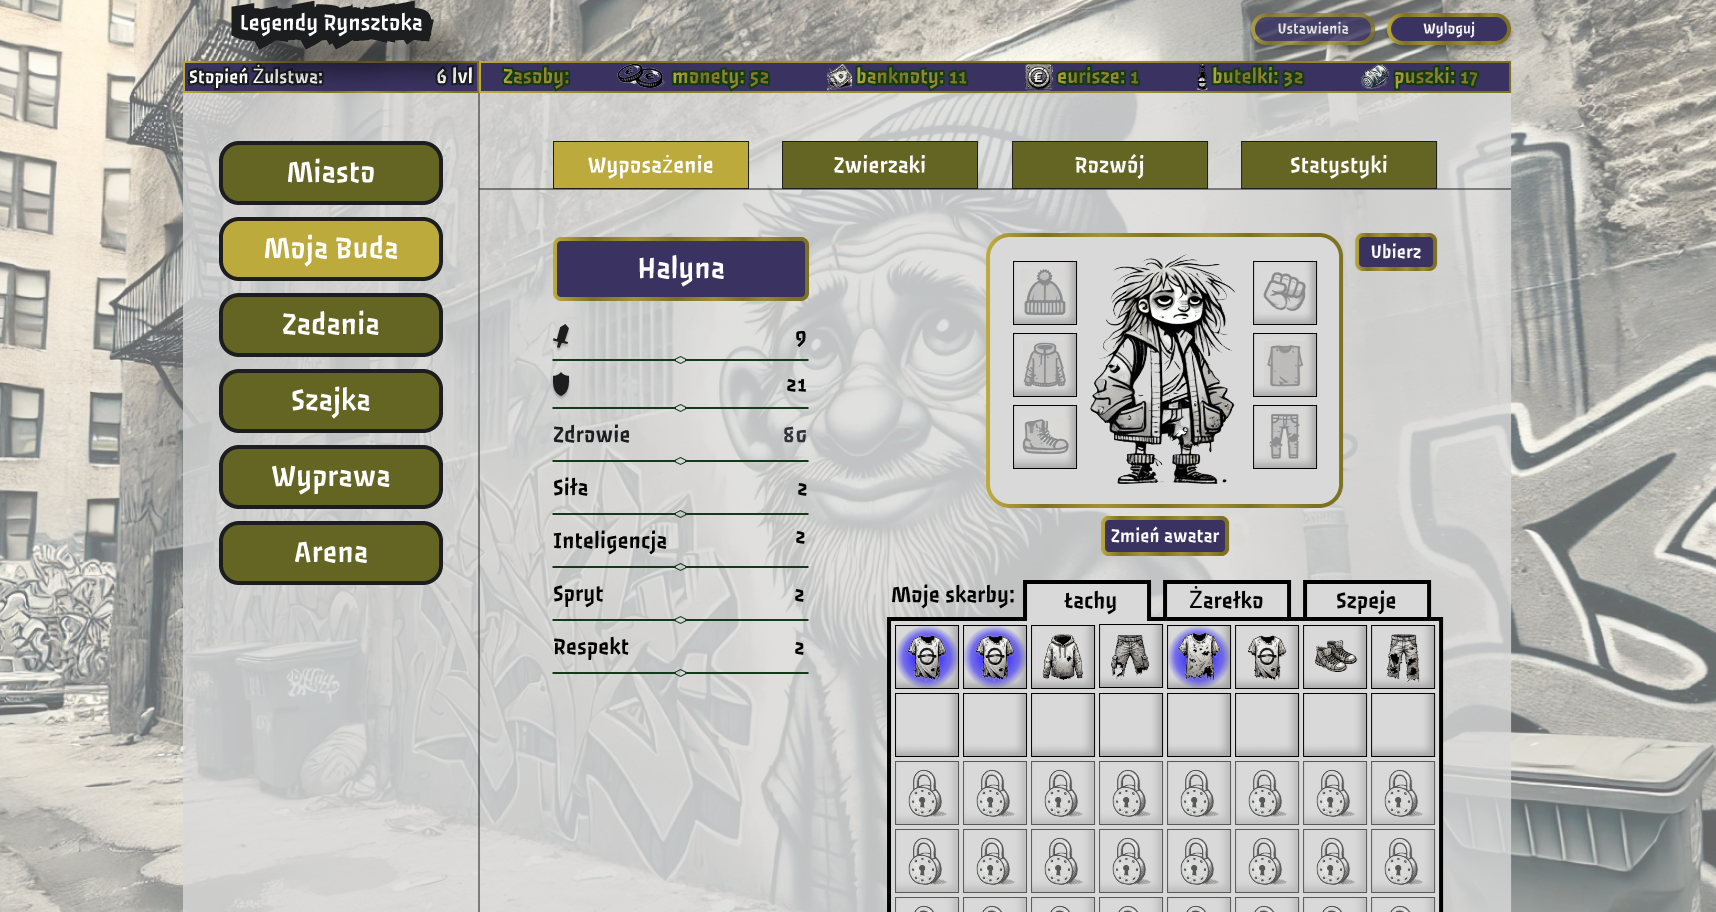 Legendy Rynsztoka
Ustawienia
Wyloguj
Stopień Żulstwa: 6 lvl
Zasoby: monety: 52 banknoty: 11 eurisze: 1 butelki: 32 puszki: 17
Miasto
Moja Buda
Zadania
Szajka
Wyprawa
Arena
Wyposażenie
Zwierzaki
Rozwój
Statystyki
Halyna
9
21
Zdrowie 80
Siła 2
Inteligencja 2
Spryt 2
Respekt 2
Ubierz
Zmień awatar
Moje skarby: Łachy Żarełko Szpeje